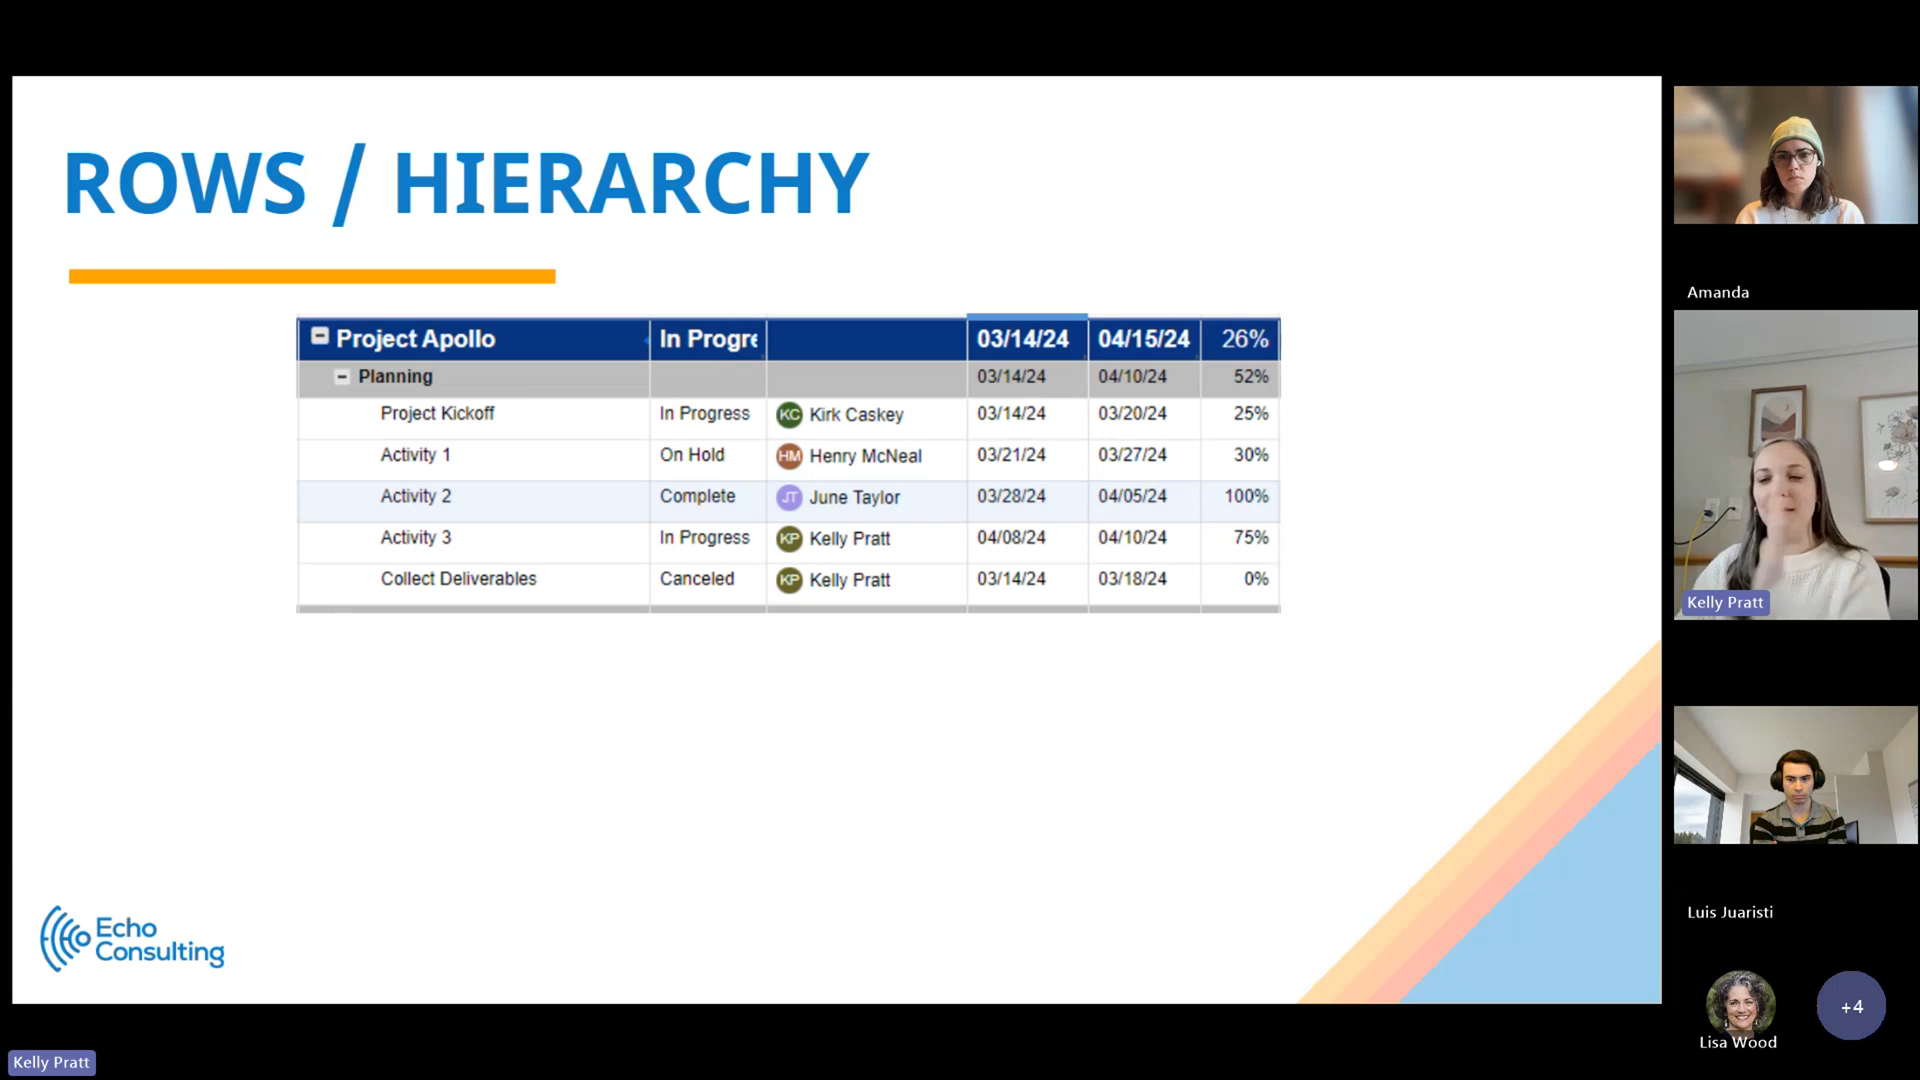 ROWS / HIERARCHY
Project Apollo In Progre 03/14/24 04/15/24 26%
Planning 03/14/24 04/10/24 52%
Project Kickoff In Progress KC Kirk Caskey 03/14/24 03/20/24 25%
Activity 1 On Hold HM Henry McNeal 03/21/24 03/27/24 30%
Activity 2 Complete JT June Taylor 03/28/24 04/05/24 100%
Activity 3 In Progress KP Kelly Pratt 04/08/24 04/10/24 75%
Collect Deliverables Canceled KP Kelly Pratt 03/14/24 03/18/24 0%
Echo
Consulting
Amanda
Kelly Pratt
Luis Juaristi
+4
Lisa Wood
Kelly Pratt